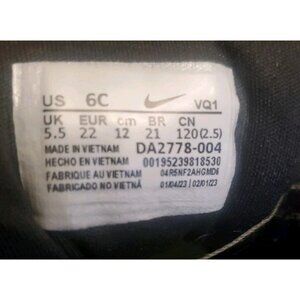 US 6C VQ1
UK EUR cm BR CN
5.5 22 12 21 120(2.5)
MADE IN VIETNAM DA2778-004
HECHO EN VIETNAM 00195239818530
FABRIQUE AU VIETNAM 04R5NF2AHGMD6
FABRICADO NO VIETNÃ 01/04/23 02/01/23